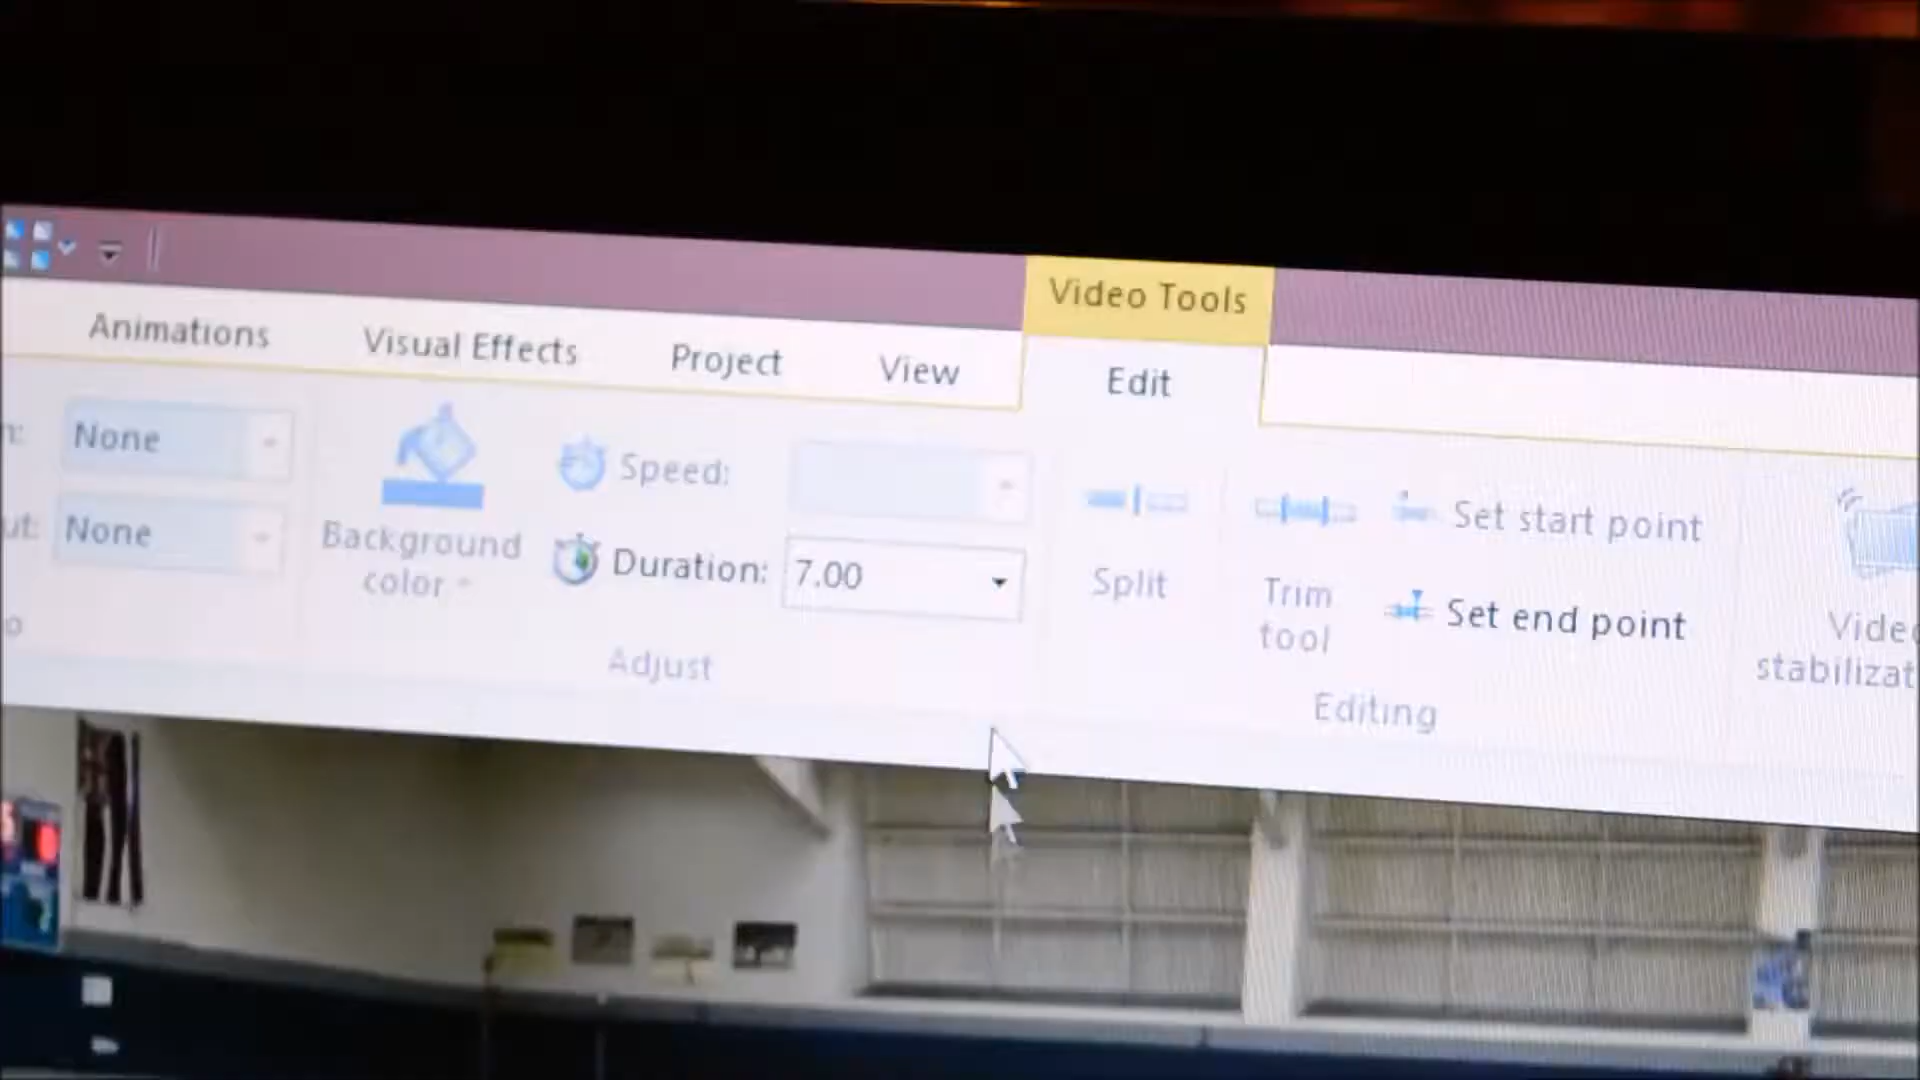 Video Tools
Animations Visual Effects Project View Edit
None Speed: Set start point
None Background color Duration: 7.00 Split Trim tool Set end point
Adjust Editing